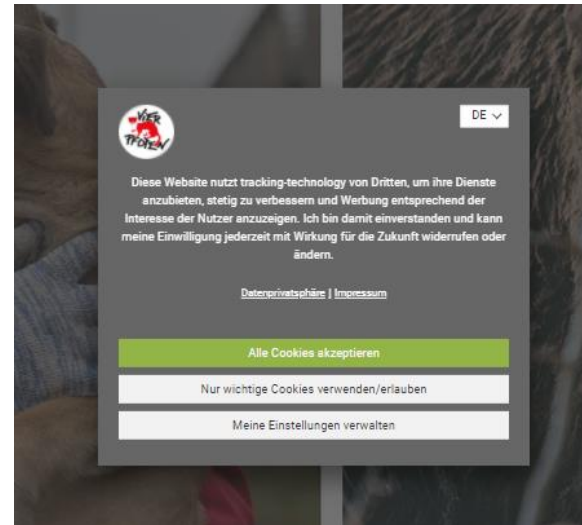 VIER
PFOTEN
DE
Diese Website nutzt tracking-technology von Dritten, um ihre Dienste
anzubieten, stetig zu verbessern und Werbung entsprechend der
Interesse der Nutzer anzuzeigen. Ich bin damit einverstanden und kann
meine Einwilligung jederzeit mit Wirkung für die Zukunft widerrufen oder
ändern.
Datenprivatsphäre | Impressum
Alle Cookies akzeptieren
Nur wichtige Cookies verwenden/erlauben
Meine Einstellungen verwalten